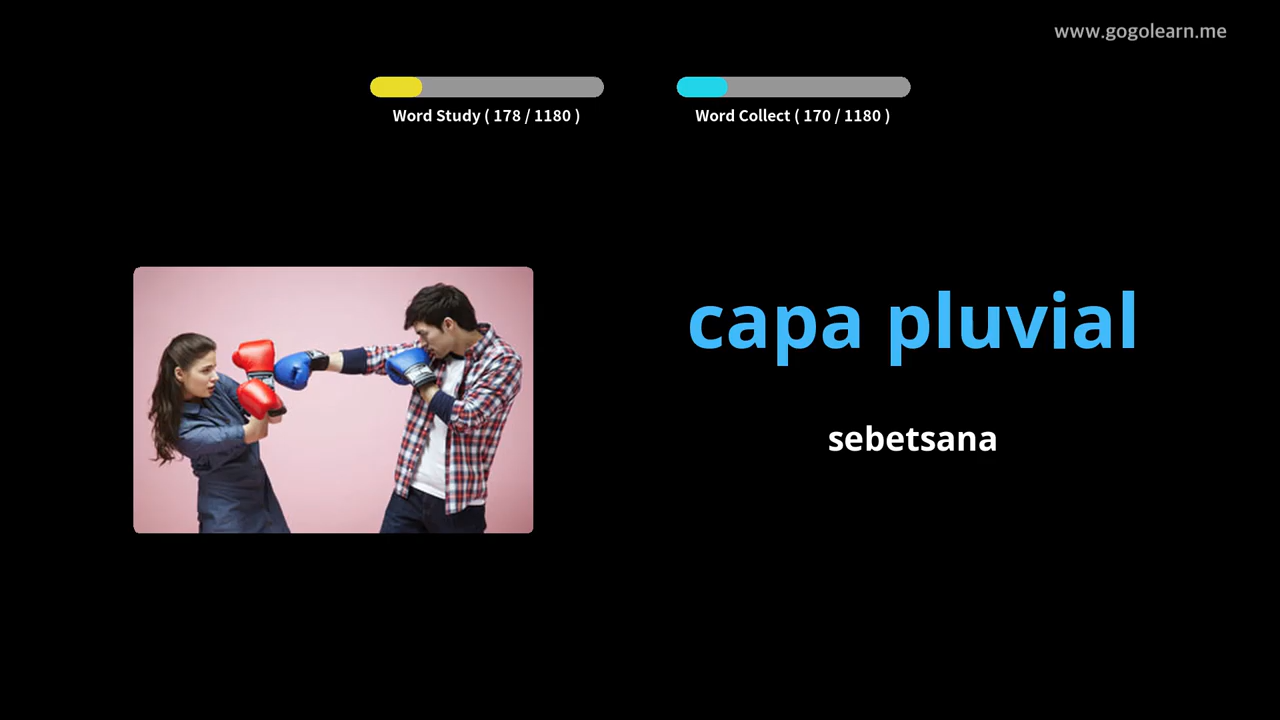 www.gogolearn.me
Word Study ( 178 / 1180 )
Word Collect ( 170 / 1180 )
capa pluvial
sebetsana